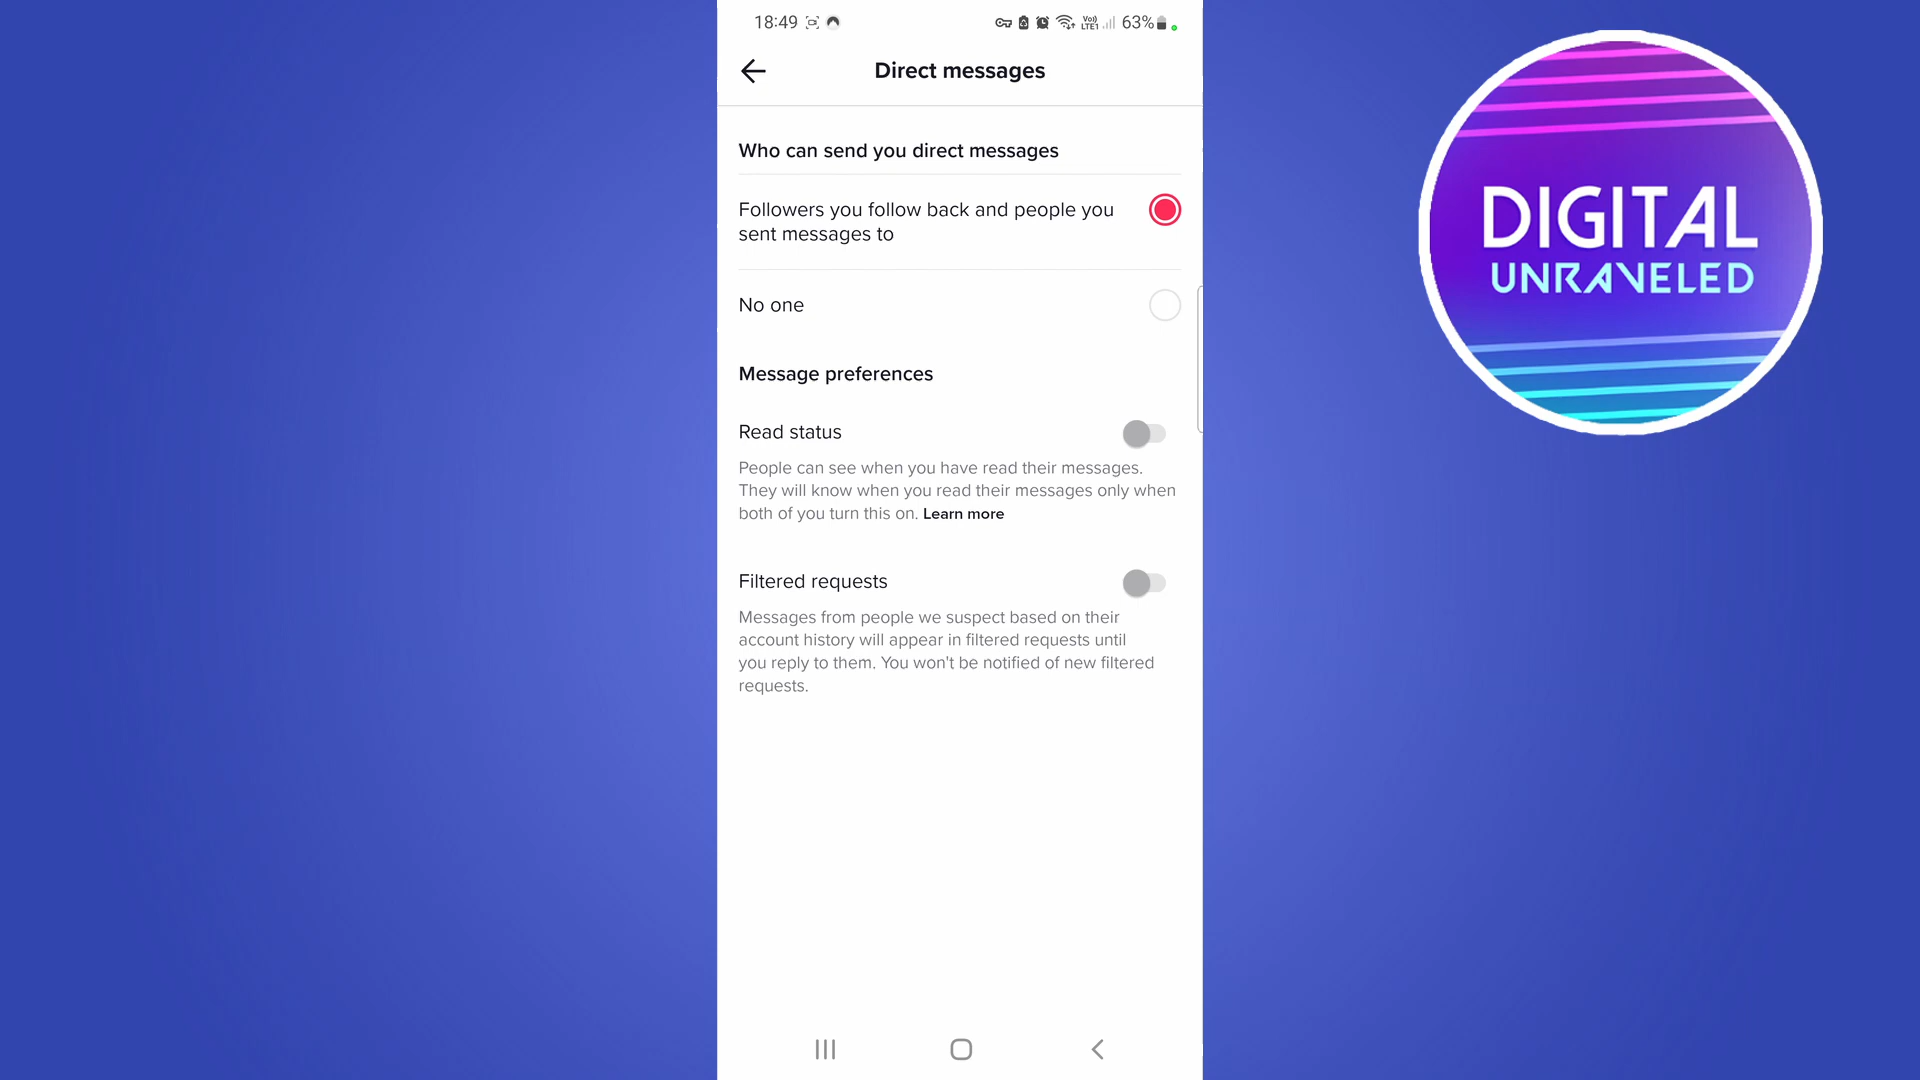 18:49
Vo)) LTE1 63%
Direct messages
Who can send you direct messages
Followers you follow back and people you
sent messages to
No one
Message preferences
Read status
People can see when you have read their messages.
They will know when you read their messages only when
both of you turn this on. Learn more
Filtered requests
Messages from people we suspect based on their
account history will appear in filtered requests until
you reply to them. You won't be notified of new filtered
requests.
DIGITAL
UNRAVELED